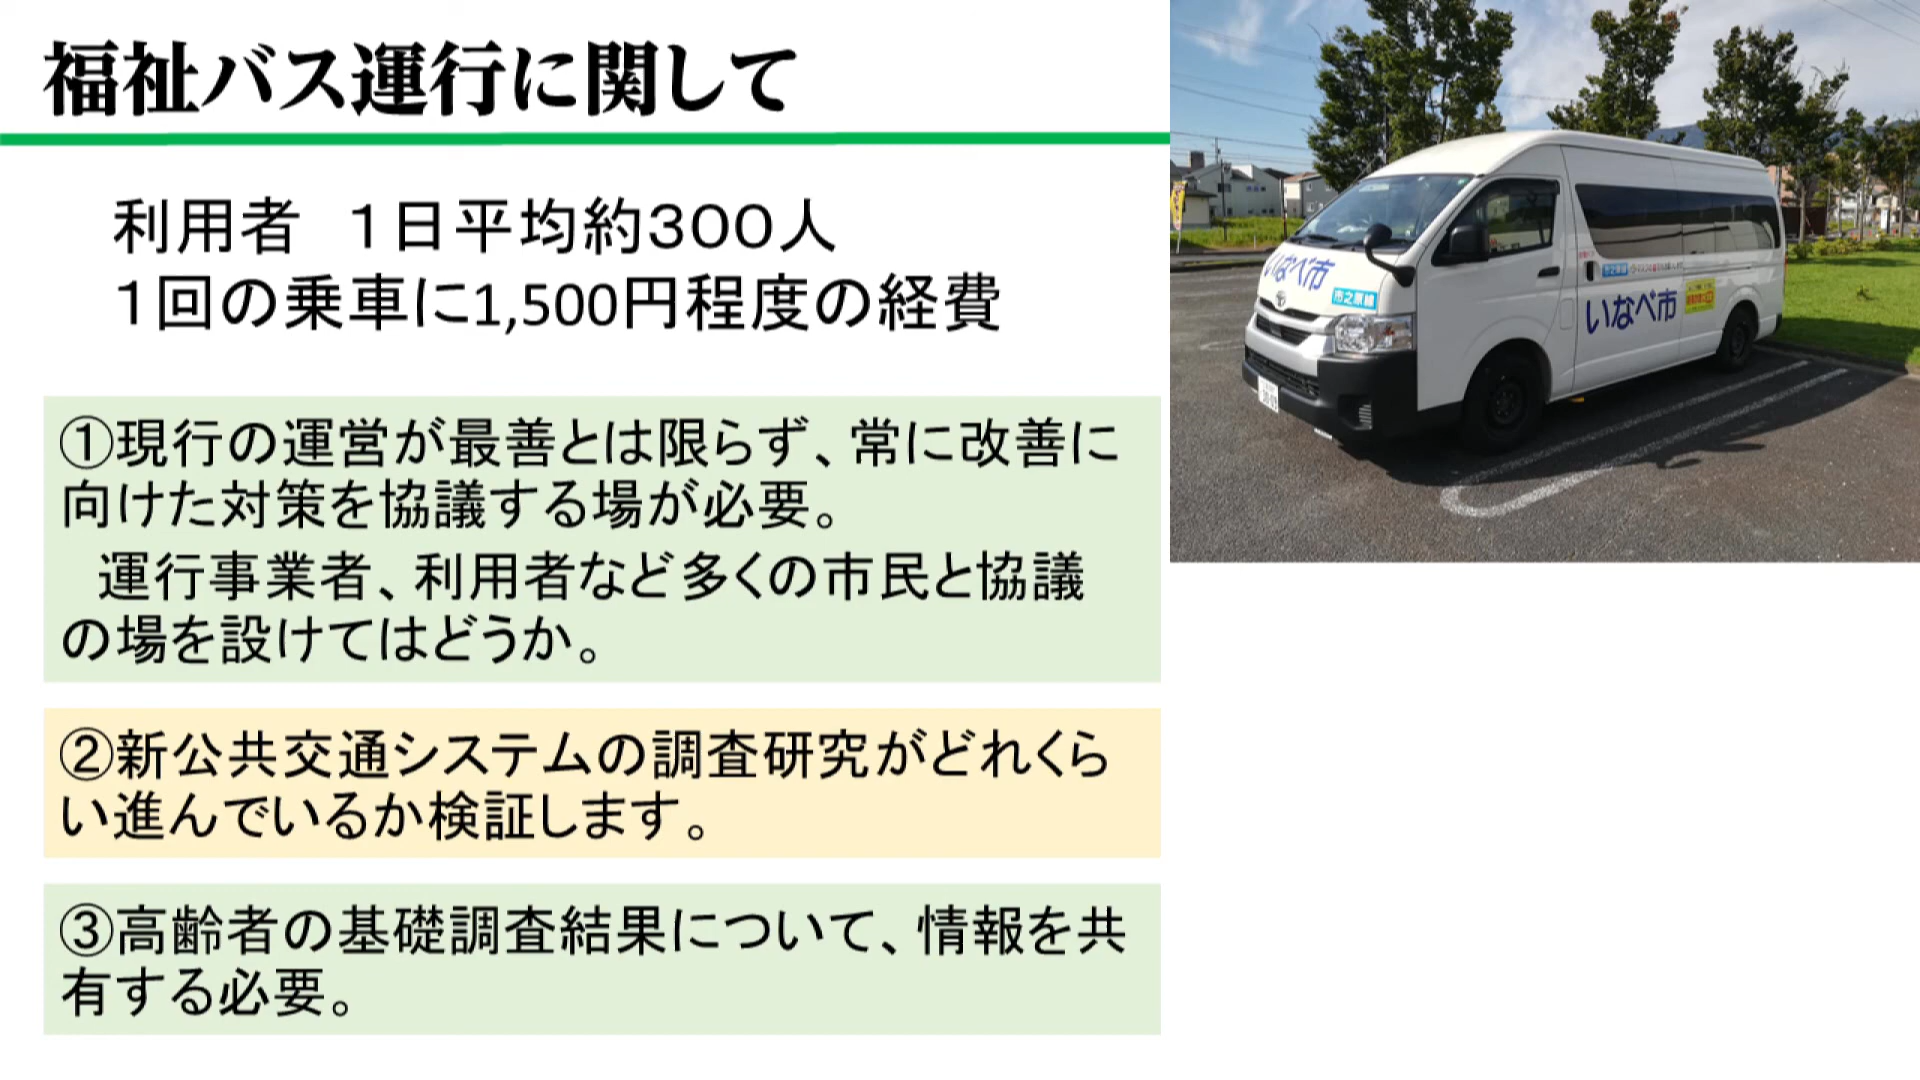 福祉バス運行に関して
利用者　１日平均約３００人
１回の乗車に1,500円程度の経費
①現行の運営が最善とは限らず、常に改善に
向けた対策を協議する場が必要。
　運行事業者、利用者など多くの市民と協議
の場を設けてはどうか。
②新公共交通システムの調査研究がどれくら
い進んでいるか検証します。
③高齢者の基礎調査結果について、情報を共
有する必要。
いなべ市
市之原線
市之原線
いなべ市